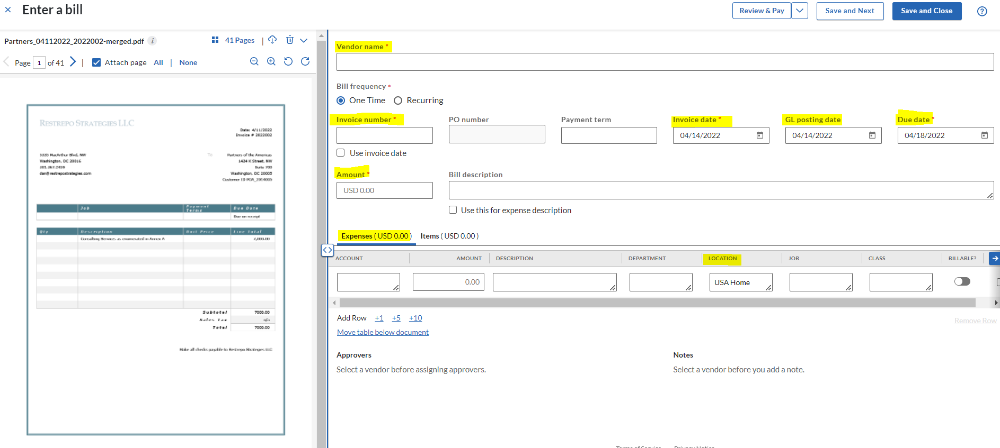 Enter a bill
Review & Pay
Save and Next
Save and Close
Partners_04112022_2022002-merged.pdf
41 Pages
Page 1 of 41
Attach page
All | None
RESTREPO STRATEGIES LLC
Date: 4/11/2022
Invoice # 2022002
5335 MacArthur Blvd, NW
Washington, DC 20016
301.367.2459
dan@restrepostrategies.com
To
Partners of the Americas
1424 K Street, NW
Suite 700
Washington, DC 20005
Customer ID POA_2014005
Job
Payment Terms
Due Date
Due on receipt
Qty
Description
Unit Price
Line Total
Consulting Services as enumerated in Annex A
7,000.00
Subtotal 7000.00
Sales Tax n/a
Total 7000.00
Make all checks payable to Restrepo Strategies LLC
Vendor name *
Bill frequency *
One Time
Recurring
Invoice number *
PO number
Payment term
Invoice date *
GL posting date
Due date *
04/14/2022
04/14/2022
04/18/2022
Use invoice date
Amount *
Bill description
USD 0.00
Use this for expense description
Expenses ( USD 0.00 )
Items ( USD 0.00 )
ACCOUNT
AMOUNT
DESCRIPTION
DEPARTMENT
LOCATION
JOB
CLASS
BILLABLE?
0.00
USA Home
Add Row +1 +5 +10
Remove Row
Move table below document
Approvers
Select a vendor before assigning approvers.
Notes
Select a vendor before you add a note.
Terms of Service
Privacy Notice